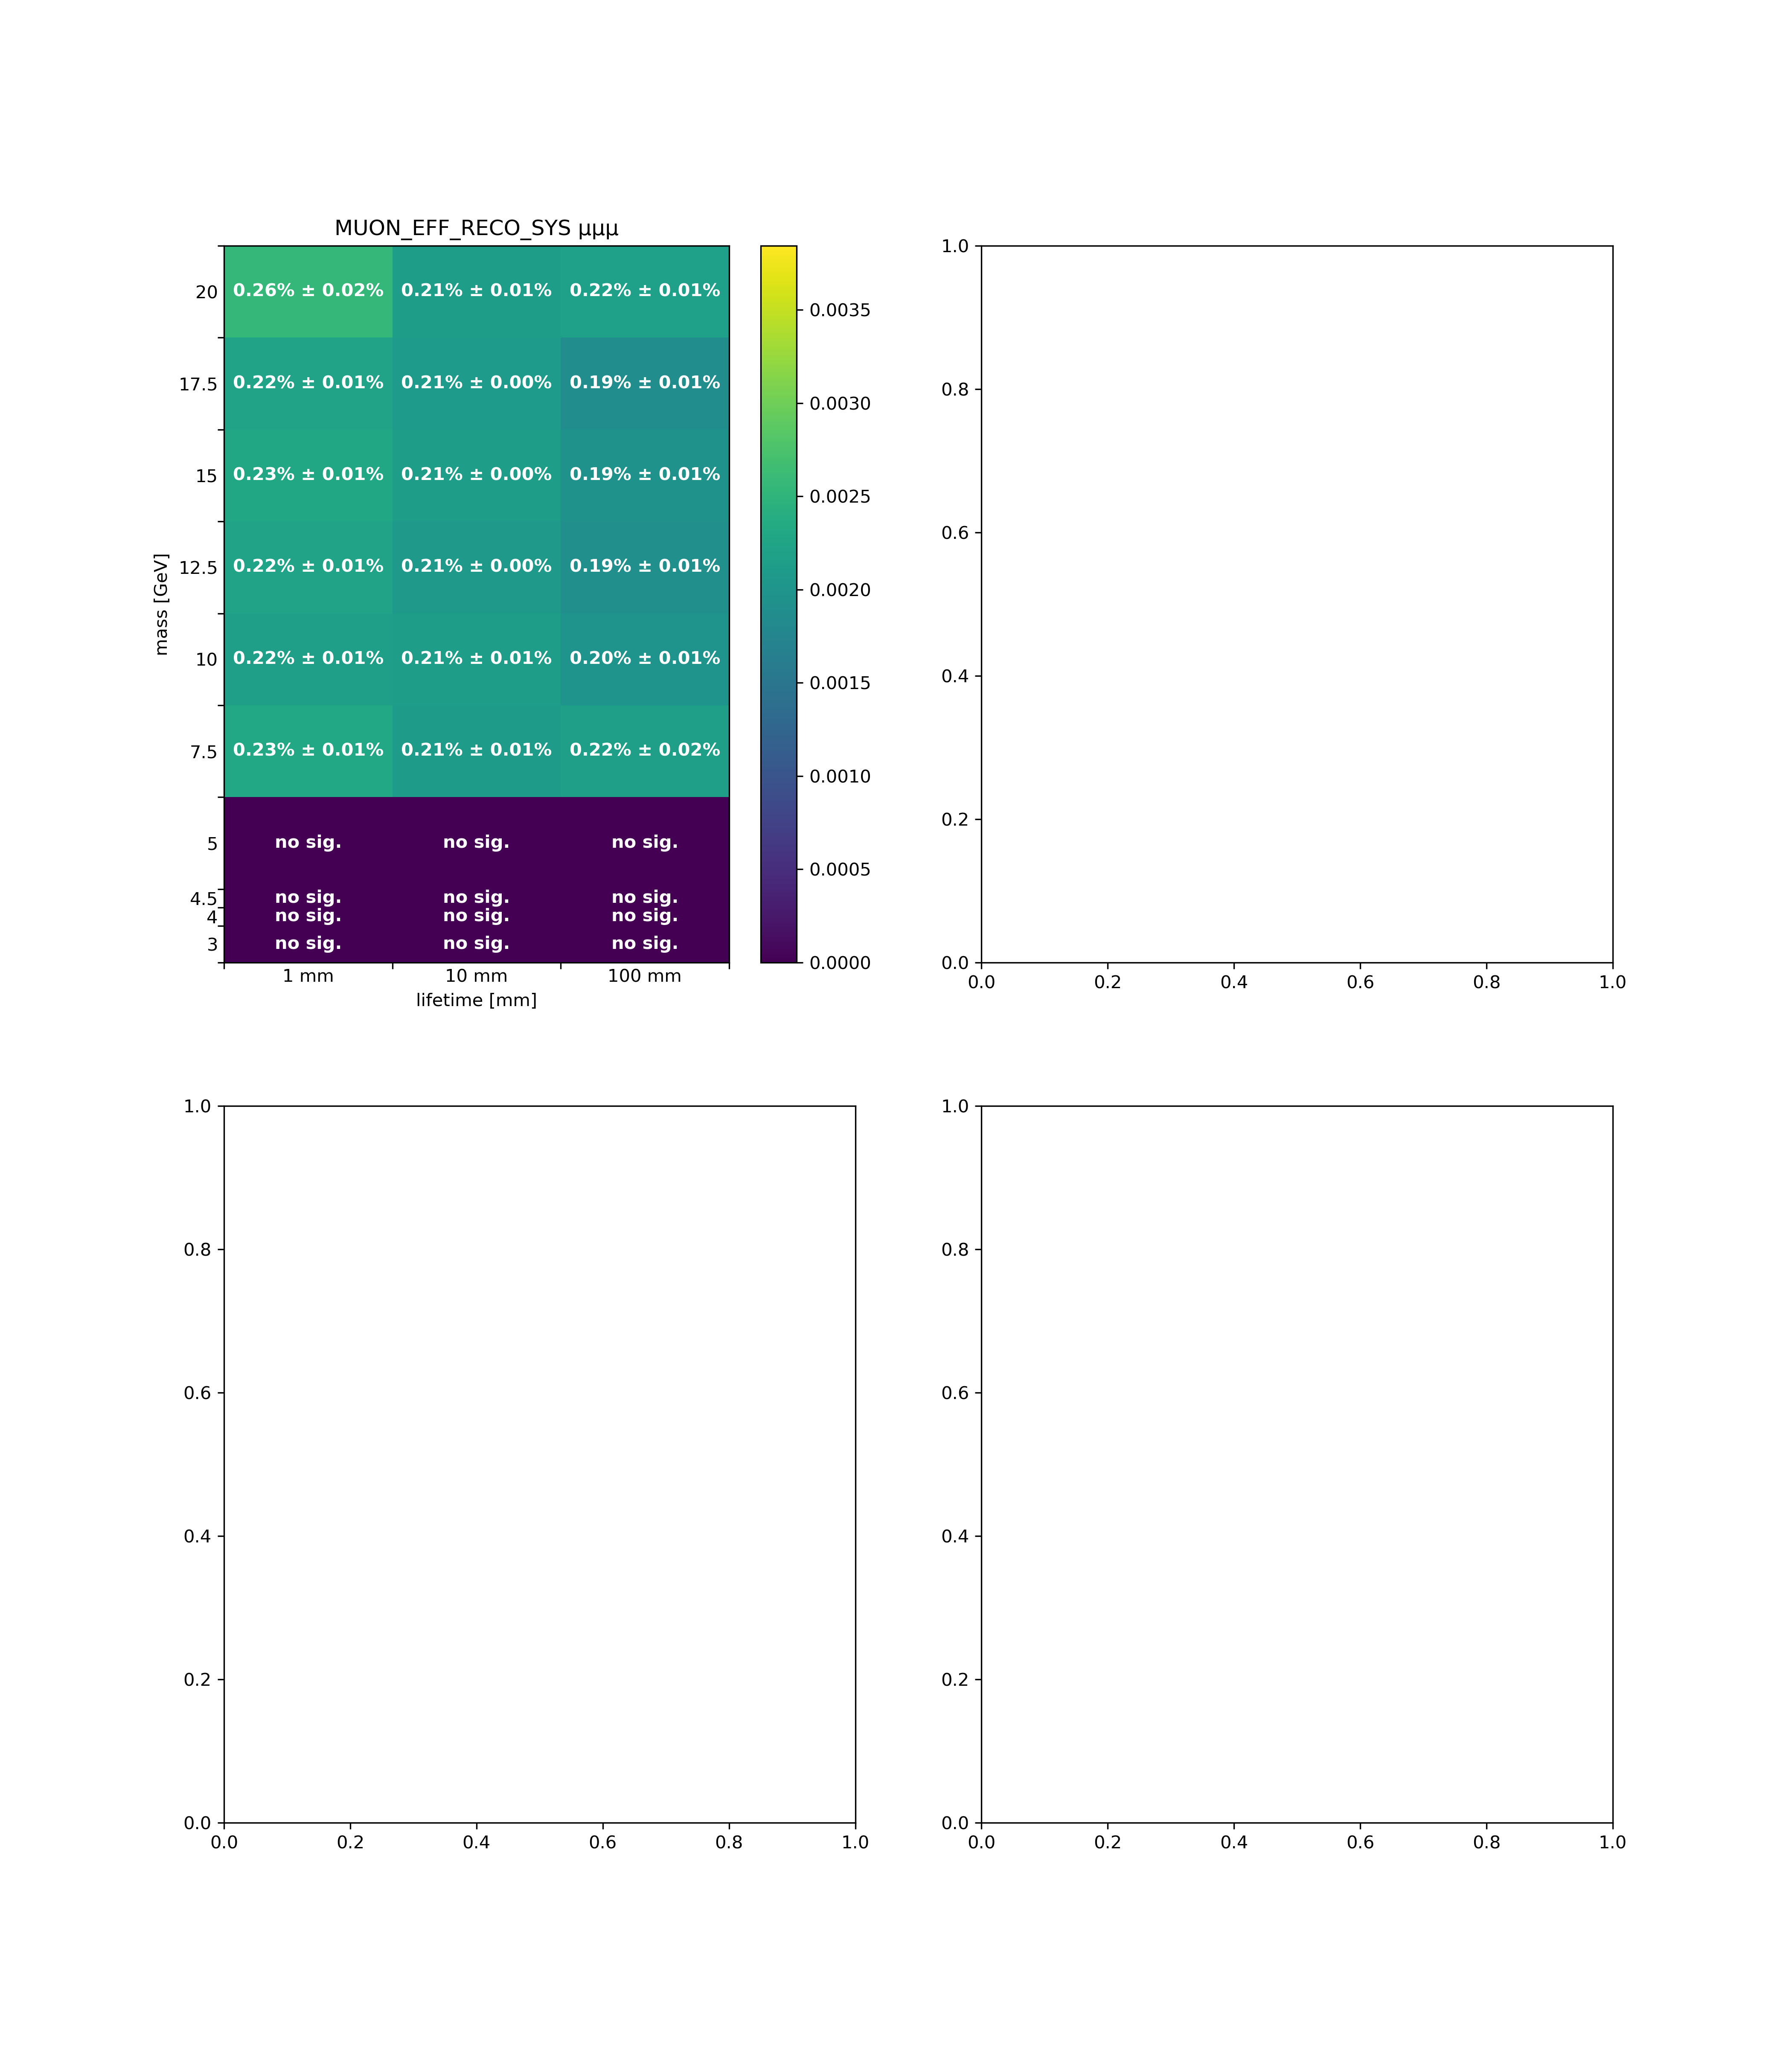 MUON_EFF_RECO_SYS μμμ
mass [GeV]
20 0.26% ± 0.02% 0.21% ± 0.01% 0.22% ± 0.01%
17.5 0.22% ± 0.01% 0.21% ± 0.00% 0.19% ± 0.01%
15 0.23% ± 0.01% 0.21% ± 0.00% 0.19% ± 0.01%
12.5 0.22% ± 0.01% 0.21% ± 0.00% 0.19% ± 0.01%
10 0.22% ± 0.01% 0.21% ± 0.01% 0.20% ± 0.01%
7.5 0.23% ± 0.01% 0.21% ± 0.01% 0.22% ± 0.02%
5 no sig. no sig. no sig.
4.5 no sig. no sig. no sig.
4 no sig. no sig. no sig.
3 no sig. no sig. no sig.
1 mm 10 mm 100 mm
lifetime [mm]
0.0035
0.0030
0.0025
0.0020
0.0015
0.0010
0.0005
0.0000
1.0
0.8
0.6
0.4
0.2
0.0
0.0 0.2 0.4 0.6 0.8 1.0
1.0
0.8
0.6
0.4
0.2
0.0
0.0 0.2 0.4 0.6 0.8 1.0
1.0
0.8
0.6
0.4
0.2
0.0
0.0 0.2 0.4 0.6 0.8 1.0